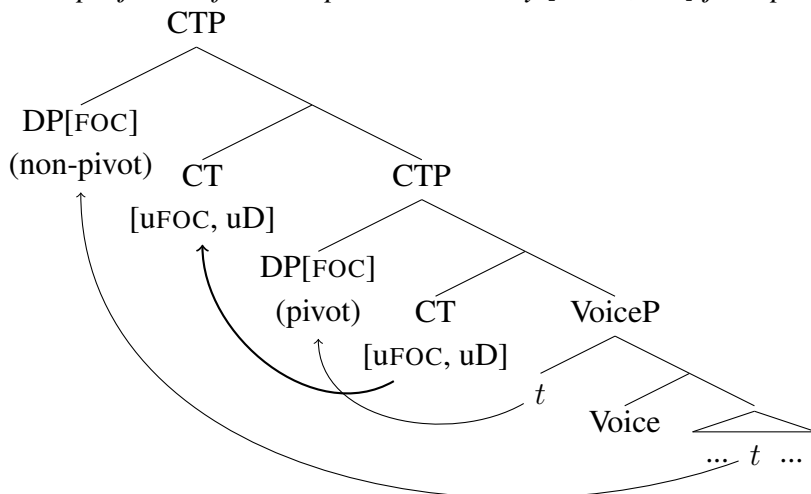 CTP
DP[FOC]
(non-pivot)
CT
CTP
[uFOC, uD]
DP[FOC]
(pivot)
CT
VoiceP
[uFOC, uD]
t
Voice
... t ...